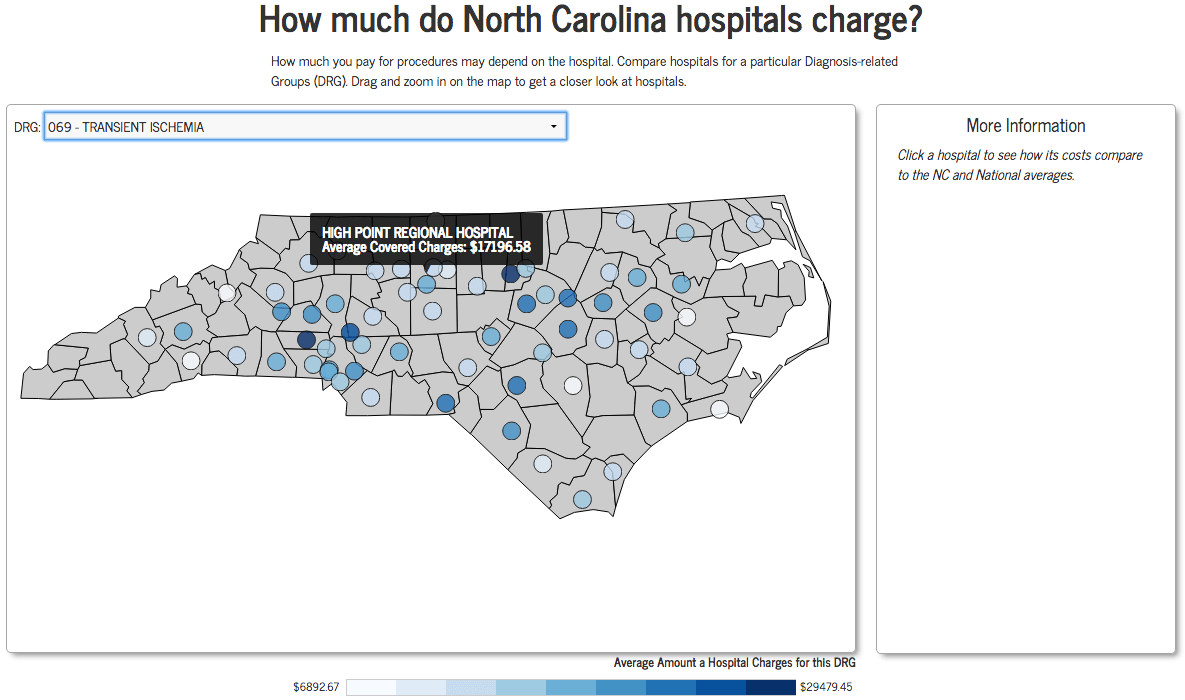 How much do North Carolina hospitals charge?
How much you pay for procedures may depend on the hospital. Compare hospitals for a particular Diagnosis-related
Groups (DRG). Drag and zoom in on the map to get a closer look at hospitals.
DRG: 069 - TRANSIENT ISCHEMIA
More Information
Click a hospital to see how its costs compare
to the NC and National averages.
HIGH POINT REGIONAL HOSPITAL
Average Covered Charges: $17196.58
Average Amount a Hospital Charges for this DRG
$6892.67 $29479.45